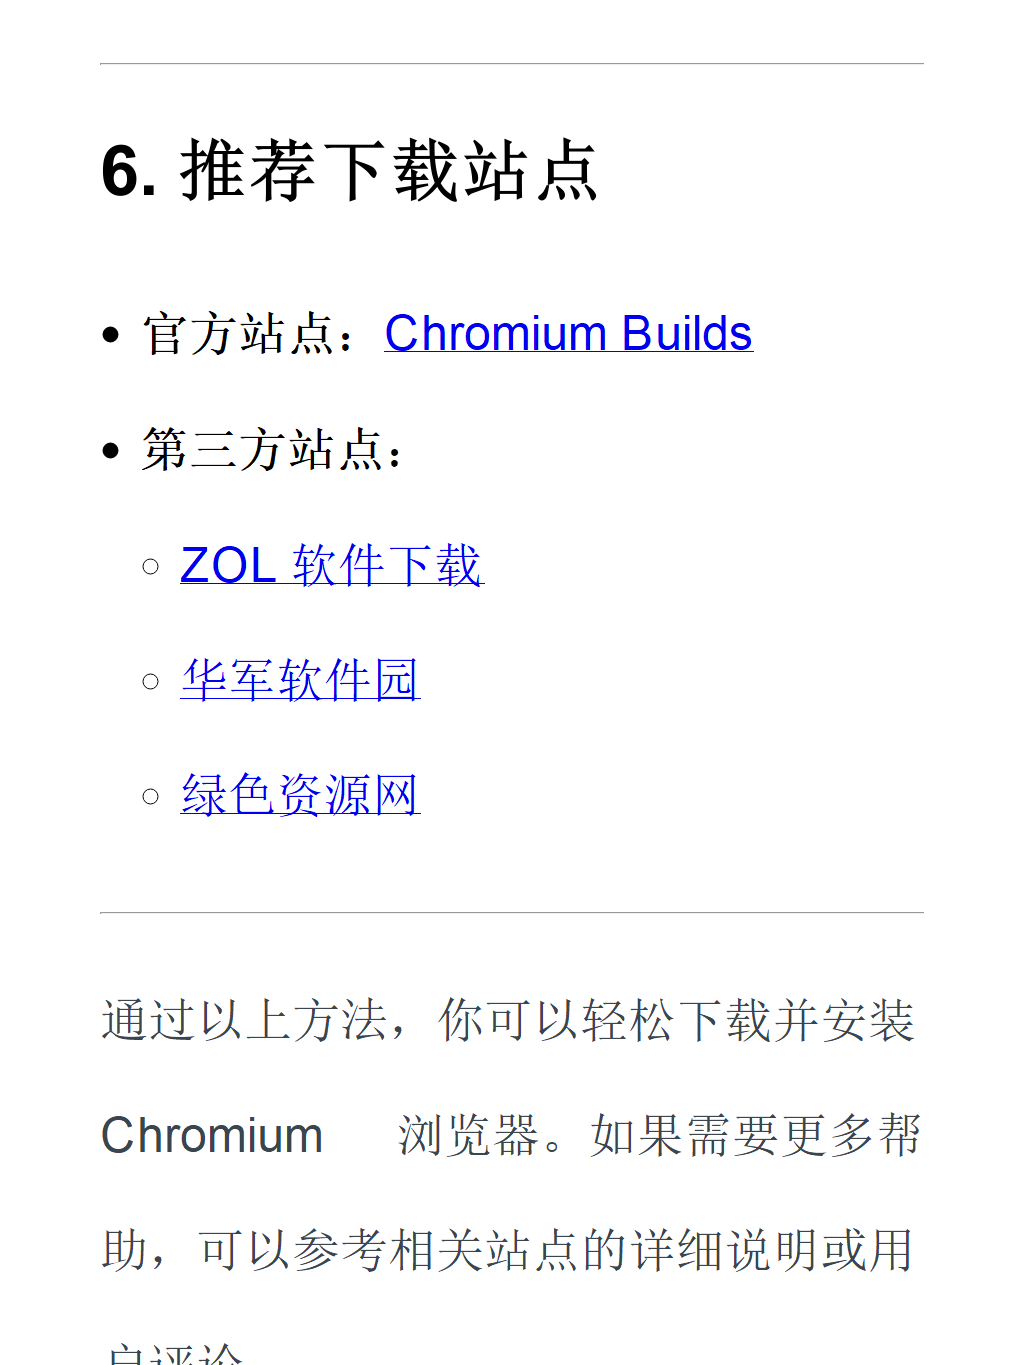 6. 推荐下载站点
官方站点：Chromium Builds
第三方站点：
ZOL 软件下载
华军软件园
绿色资源网
通过以上方法，你可以轻松下载并安装
Chromium 浏览器。如果需要更多帮
助，可以参考相关站点的详细说明或用
户评论